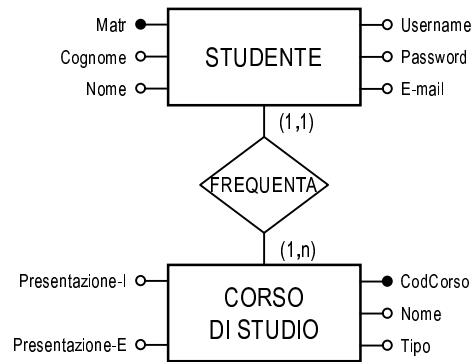 Matr
Cognome
Nome
STUDENTE
Username
Password
E-mail
(1,1)
FREQUENTA
(1,n)
Presentazione-I
Presentazione-E
CORSO
DI STUDIO
CodCorso
Nome
Tipo